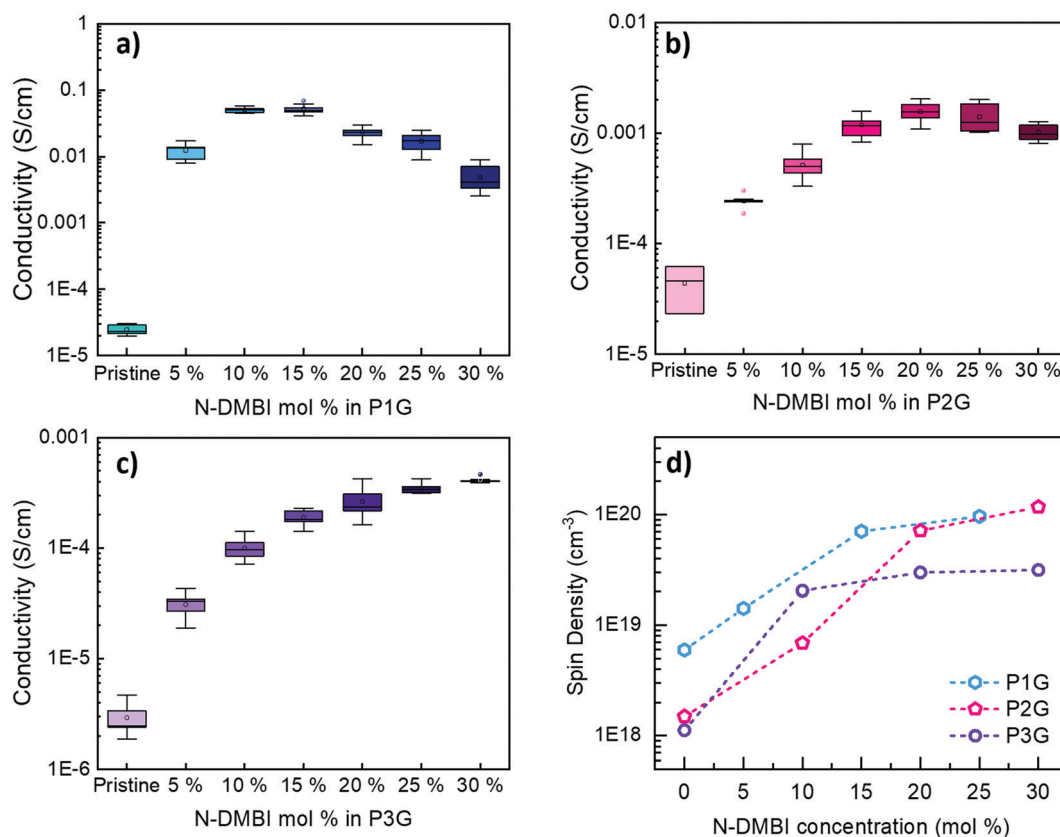 a)
Conductivity (S/cm)
1
0.1
0.01
0.001
1E-4
1E-5
Pristine 5 % 10 % 15 % 20 % 25 % 30 %
N-DMBI mol % in P1G
b)
Conductivity (S/cm)
0.01
0.001
1E-4
1E-5
Pristine 5 % 10 % 15 % 20 % 25 % 30 %
N-DMBI mol % in P2G
c)
Conductivity (S/cm)
0.001
1E-4
1E-5
1E-6
Pristine 5 % 10 % 15 % 20 % 25 % 30 %
N-DMBI mol % in P3G
d)
Spin Density (cm⁻³)
1E20
1E19
1E18
P1G
P2G
P3G
0 5 10 15 20 25 30
N-DMBI concentration (mol %)